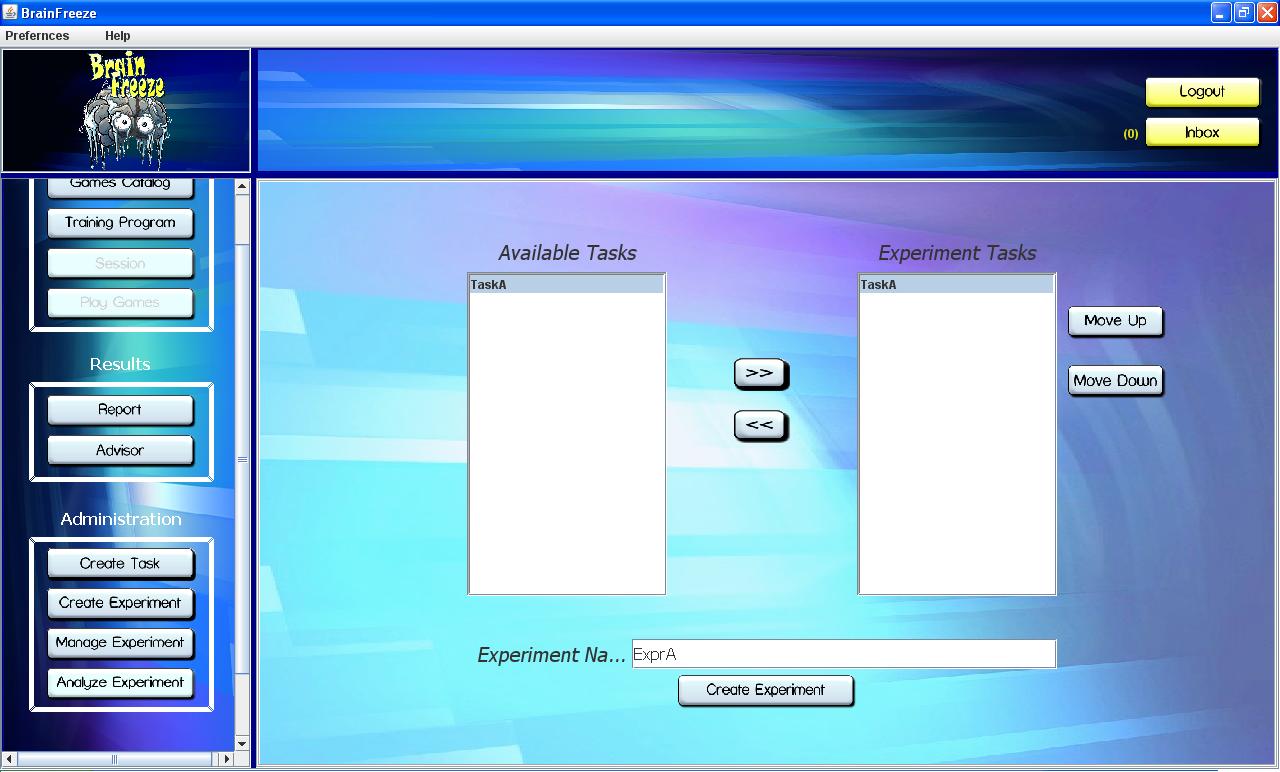 BrainFreeze
Prefernces Help
Brain
Freeze
Logout
(0) Inbox
Games Catalog
Training Program
Session
Play Games
Results
Report
Advisor
Administration
Create Task
Create Experiment
Manage Experiment
Analyze Experiment
Available Tasks
TaskA
>>
<<
Experiment Tasks
TaskA
Move Up
Move Down
Experiment Na... ExprA
Create Experiment